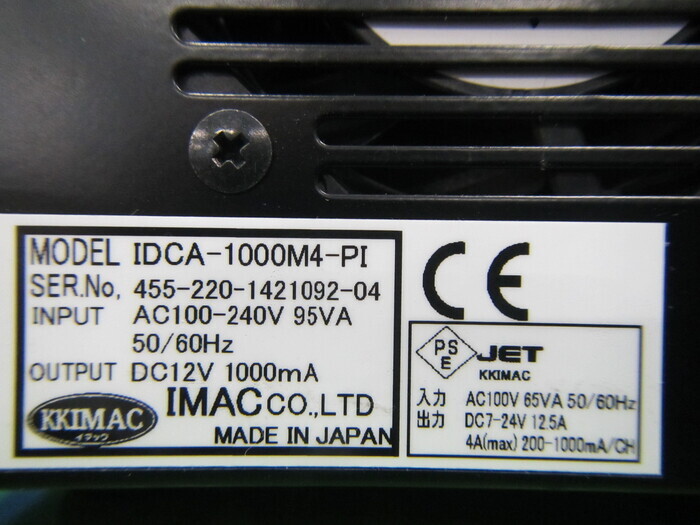 MODEL IDCA-1000M4-PI
SER.No, 455-220-1421092-04
INPUT AC100-240V 95VA
50/60Hz
OUTPUT DC12V 1000mA
KKIMAC
イマック
IMAC CO.,LTD
MADE IN JAPAN
CE
PS
E
JET
KKIMAC
入力 AC100V 65VA 50/60Hz
出力 DC7-24V 12.5A
4A(max) 200-1000mA/CH